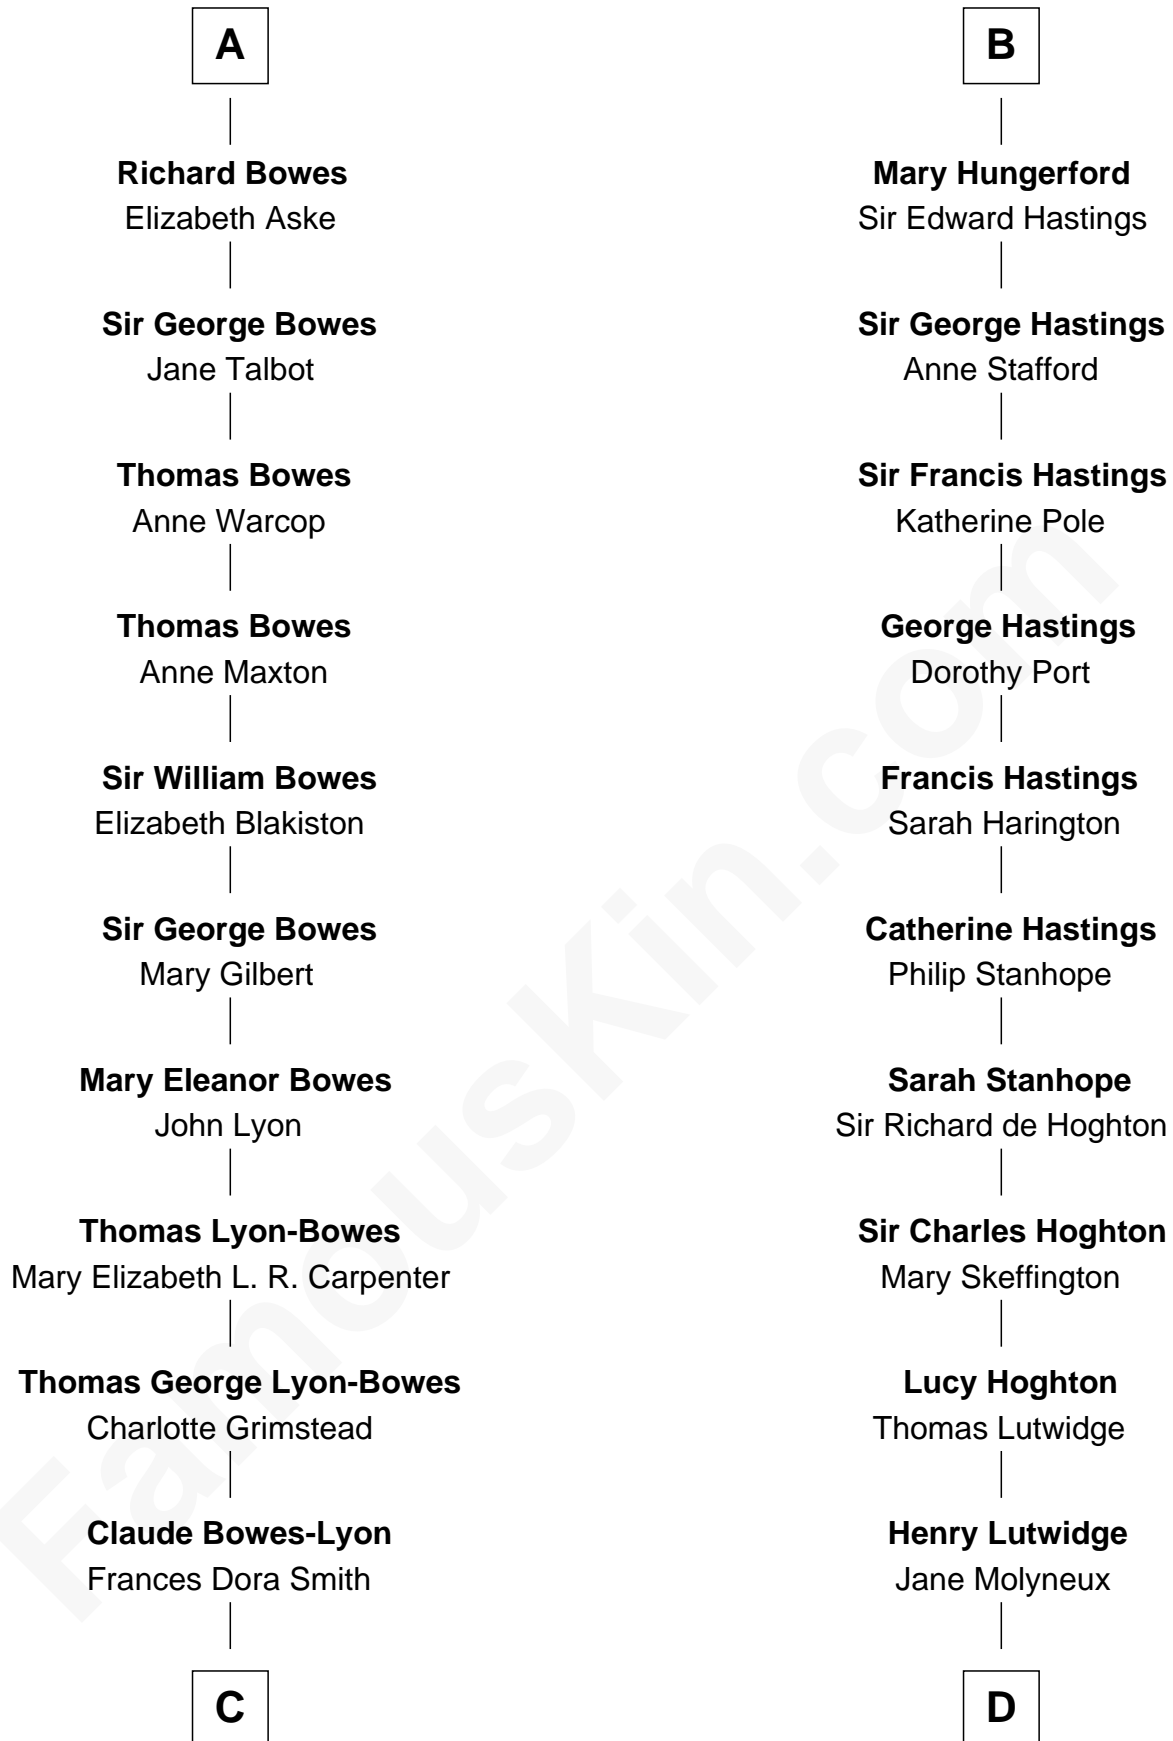 A
Richard Bowes
Elizabeth Aske
Sir George Bowes
Jane Talbot
Thomas Bowes
Anne Warcop
Thomas Bowes
Anne Maxton
Sir William Bowes
Elizabeth Blakiston
Sir George Bowes
Mary Gilbert
Mary Eleanor Bowes
John Lyon
Thomas Lyon-Bowes
Mary Elizabeth L. R. Carpenter
Thomas George Lyon-Bowes
Charlotte Grimstead
Claude Bowes-Lyon
Frances Dora Smith
C
B
Mary Hungerford
Sir Edward Hastings
Sir George Hastings
Anne Stafford
Sir Francis Hastings
Katherine Pole
George Hastings
Dorothy Port
Francis Hastings
Sarah Harington
Catherine Hastings
Philip Stanhope
Sarah Stanhope
Sir Richard de Hoghton
Sir Charles Hoghton
Mary Skeffington
Lucy Hoghton
Thomas Lutwidge
Henry Lutwidge
Jane Molyneux
D
FamousKin.com